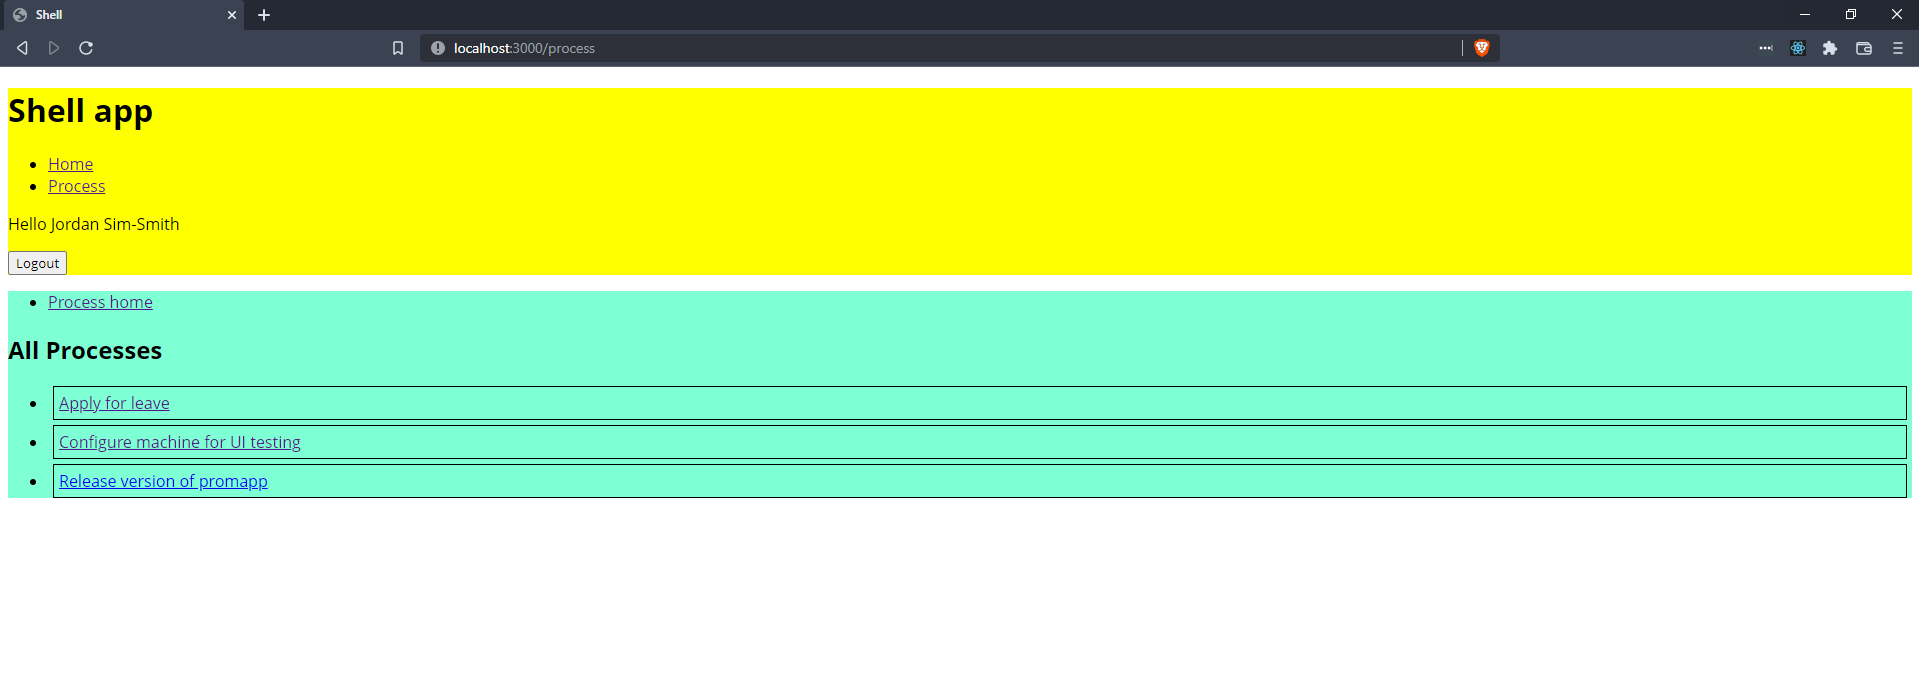 Shell
localhost:3000/process
Shell app
Home
Process
Hello Jordan Sim-Smith
Logout
Process home
All Processes
Apply for leave
Configure machine for UI testing
Release version of promapp